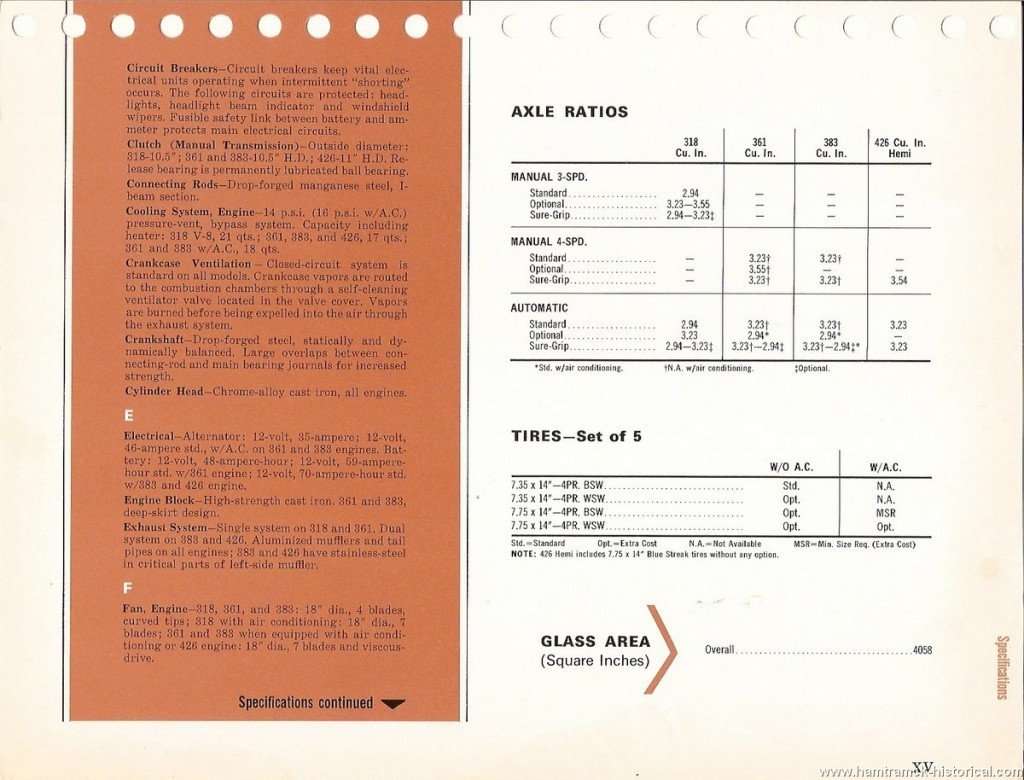 Circuit Breakers—Circuit breakers keep vital elec-
trical units operating when intermittent "shorting"
occurs. The following circuits are protected: head-
lights, headlight beam indicator and windshield
wipers. Fusible safety link between battery and am-
meter protects main electrical circuits.
Clutch (Manual Transmission)—Outside diameter:
318-10.5"; 361 and 383-10.5" H.D.; 426-11" H.D. Re-
lease bearing is permanently lubricated ball bearing.
Connecting Rods—Drop-forged manganese steel, I-
beam section.
Cooling System, Engine—14 p.s.i. (16 p.s.i. w/A.C.)
pressure-vent, bypass system. Capacity including
heater: 318 V-8, 21 qts.; 361, 383, and 426, 17 qts.;
361 and 383 w/A.C., 18 qts.
Crankcase Ventilation — Closed-circuit system is
standard on all models. Crankcase vapors are routed
to the combustion chambers through a self-cleaning
ventilator valve located in the valve cover. Vapors
are burned before being expelled into the air through
the exhaust system.
Crankshaft—Drop-forged steel, statically and dy-
namically balanced. Large overlaps between con-
necting-rod and main bearing journals for increased
strength.
Cylinder Head—Chrome-alloy cast iron, all engines.
E
Electrical—Alternator: 12-volt, 35-ampere; 12-volt,
46-ampere std., w/A.C. on 361 and 383 engines. Bat-
tery: 12-volt, 48-ampere-hour; 12-volt, 59-ampere-
hour std. w/361 engine; 12-volt, 70-ampere-hour std.
w/383 and 426 engine.
Engine Block—High-strength cast iron. 361 and 383,
deep-skirt design.
Exhaust System—Single system on 318 and 361. Dual
system on 383 and 426. Aluminized mufflers and tail
pipes on all engines; 383 and 426 have stainless-steel
in critical parts of left-side muffler.
F
Fan, Engine—318, 361, and 383: 18" dia., 4 blades,
curved tips; 318 with air conditioning: 18" dia., 7
blades; 361 and 383 when equipped with air condi-
tioning or 426 engine: 18" dia., 7 blades and viscous-
drive.
Specifications continued
AXLE RATIOS
318 361 383 426 Cu. In.
Cu. In. Cu. In. Cu. In. Hemi
MANUAL 3-SPD.
Standard 2.94 — — —
Optional 3.23—3.55 — — —
Sure-Grip 2.94—3.23‡ — — —
MANUAL 4-SPD.
Standard — 3.23† 3.23† —
Optional — 3.55† — —
Sure-Grip — 3.23† 3.23† 3.54
AUTOMATIC
Standard 2.94 3.23† 3.23† 3.23
Optional 3.23 2.94* 2.94* —
Sure-Grip 2.94—3.23‡ 3.23†—2.94‡ 3.23†—2.94‡* 3.23
*Std. w/air conditioning. †N.A. w/air conditioning. ‡Optional.
TIRES—Set of 5
W/O A.C. W/A.C.
7.35 x 14"—4PR. BSW Std. N.A.
7.35 x 14"—4PR. WSW Opt. N.A.
7.75 x 14"—4PR. BSW Opt. MSR
7.75 x 14"—4PR. WSW Opt. Opt.
Std.=Standard Opt.=Extra Cost N.A.=Not Available MSR=Min. Size Req. (Extra Cost)
NOTE: 426 Hemi includes 7.75 x 14" Blue Streak tires without any option.
GLASS AREA
(Square Inches)
Overall 4058
Specifications
XV
www.hamtramck-historical.com